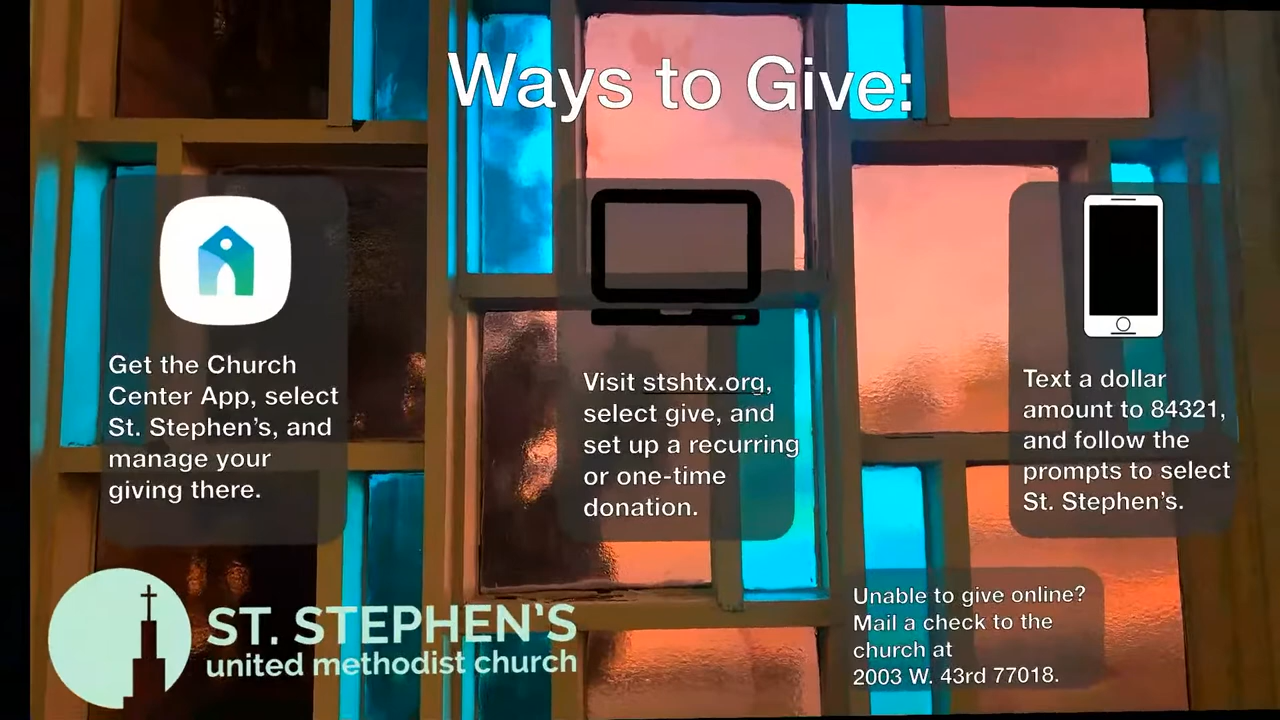 Ways to Give:
Get the Church
Center App, select
St. Stephen's, and
manage your
giving there.
Visit stshtx.org,
select give, and
set up a recurring
or one-time
donation.
Text a dollar
amount to 84321,
and follow the
prompts to select
St. Stephen's.
ST. STEPHEN'S
united methodist church
Unable to give online?
Mail a check to the
church at
2003 W. 43rd 77018.